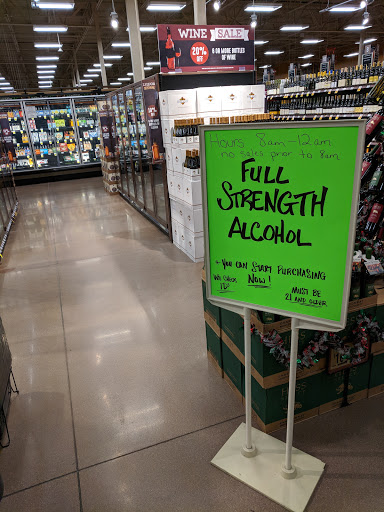 WINE SALE
20%
OFF
6 OR MORE BOTTLES
OF WINE
Hours 8am-12am
no sales prior to 8am
FULL
STRENGTH
ALCOHOL
You CAN START PURCHASING
NOW!
We CHECK
ID'S
MUST BE
21 AND OLDER